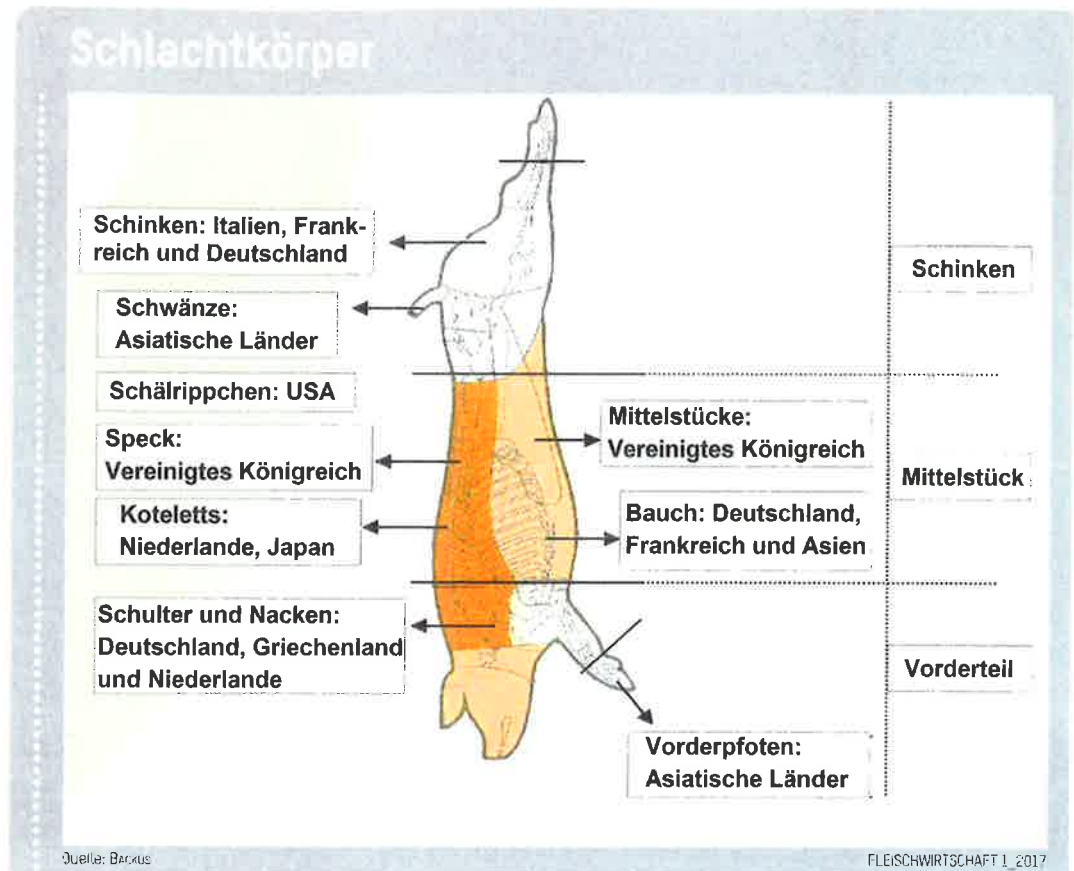 Schlachtkörper
Schinken: Italien, Frank-
reich und Deutschland
Schwänze:
Asiatische Länder
Schälrippchen: USA
Speck:
Vereinigtes Königreich
Koteletts:
Niederlande, Japan
Schulter und Nacken:
Deutschland, Griechenland
und Niederlande
Mittelstücke:
Vereinigtes Königreich
Bauch: Deutschland,
Frankreich und Asien
Vorderpfoten:
Asiatische Länder
Schinken
Mittelstück
Vorderteil
Quelle: BACKUS
FLEISCHWIRTSCHAFT 1_2017